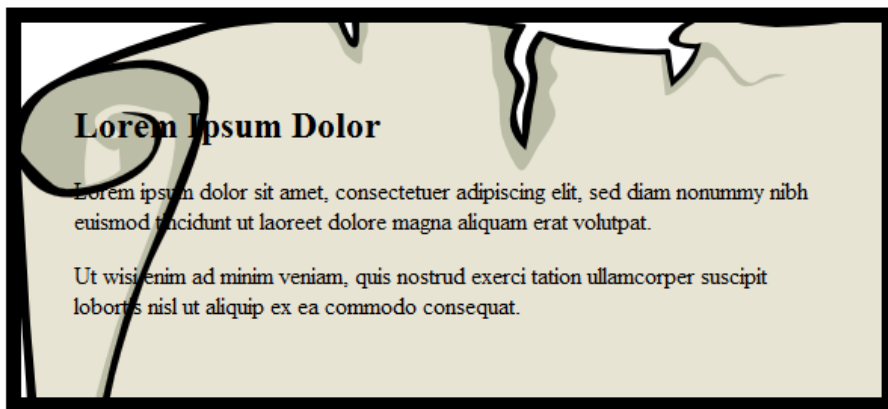 Lorem Ipsum Dolor
Lorem ipsum dolor sit amet, consectetuer adipiscing elit, sed diam nonummy nibh
euismod tincidunt ut laoreet dolore magna aliquam erat volutpat.
Ut wisi enim ad minim veniam, quis nostrud exerci tation ullamcorper suscipit
lobortis nisl ut aliquip ex ea commodo consequat.